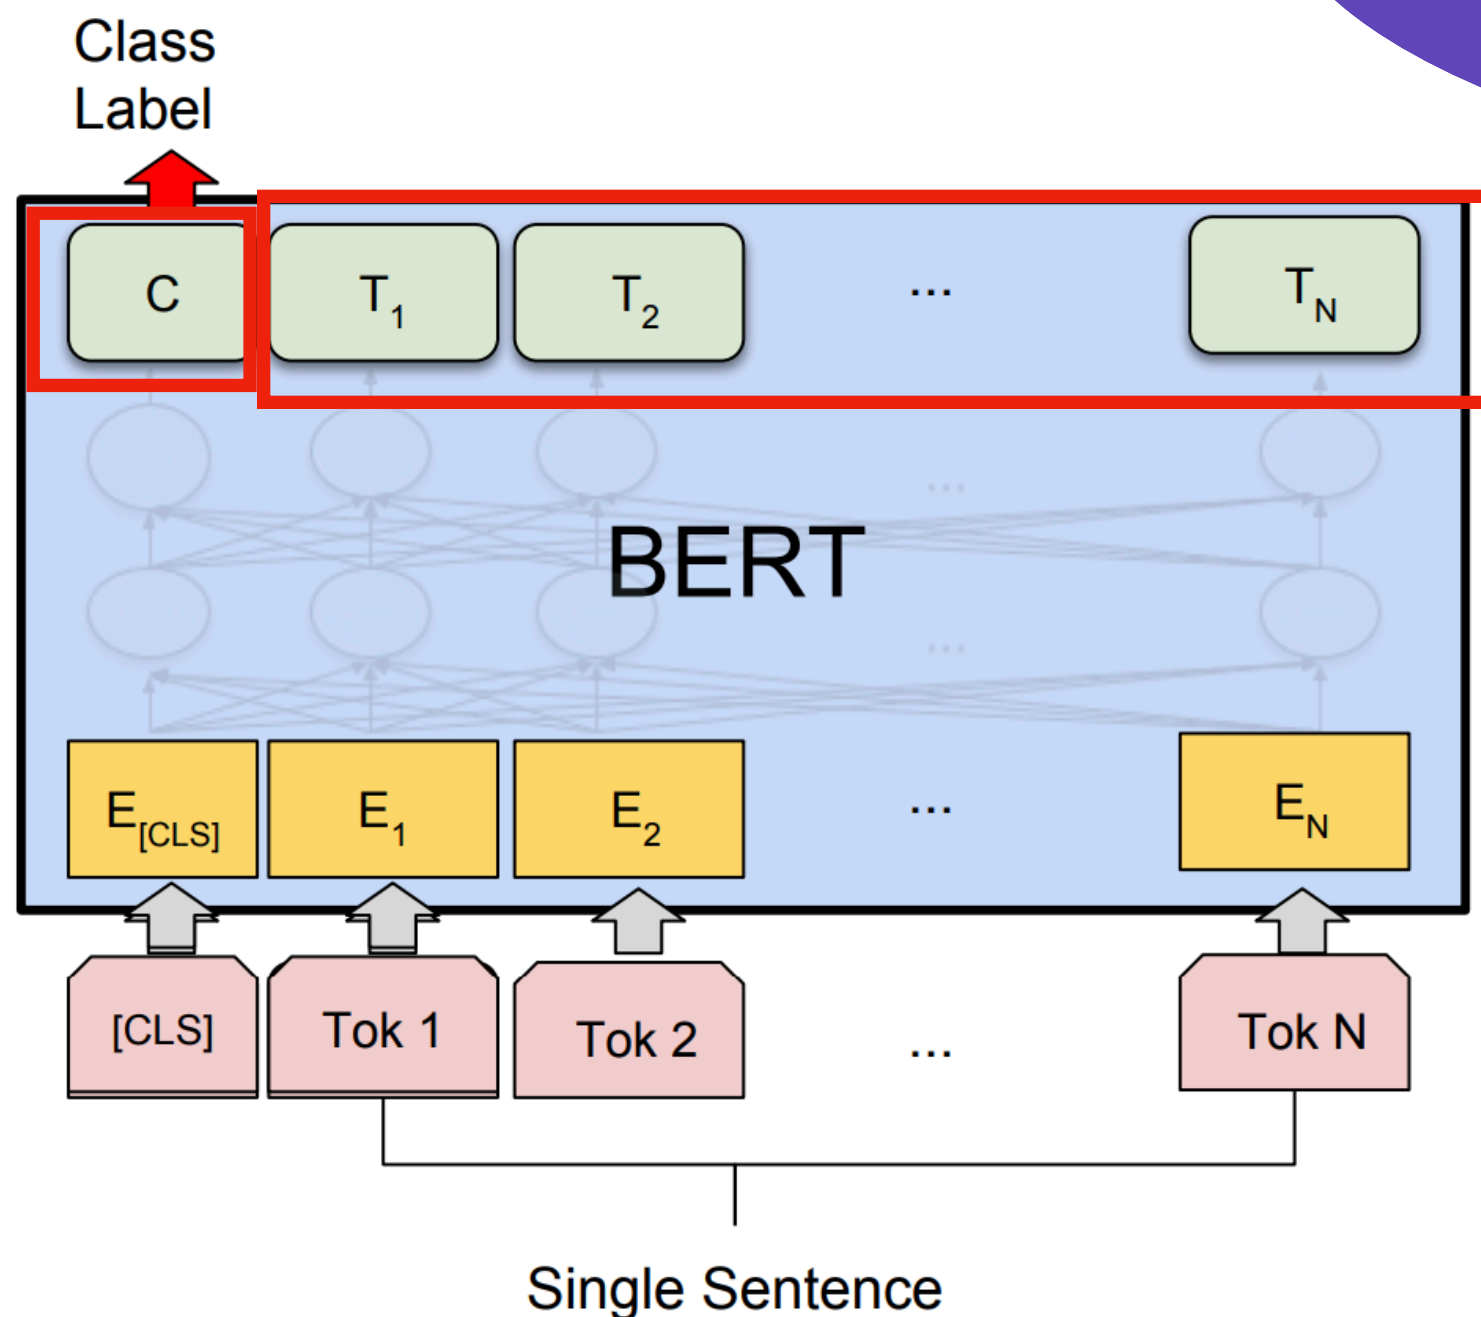 Class
Label
C T1 T2 ... TN
...
BERT
...
E[CLS] E1 E2 ... EN
[CLS] Tok 1 Tok 2 ... Tok N
Single Sentence